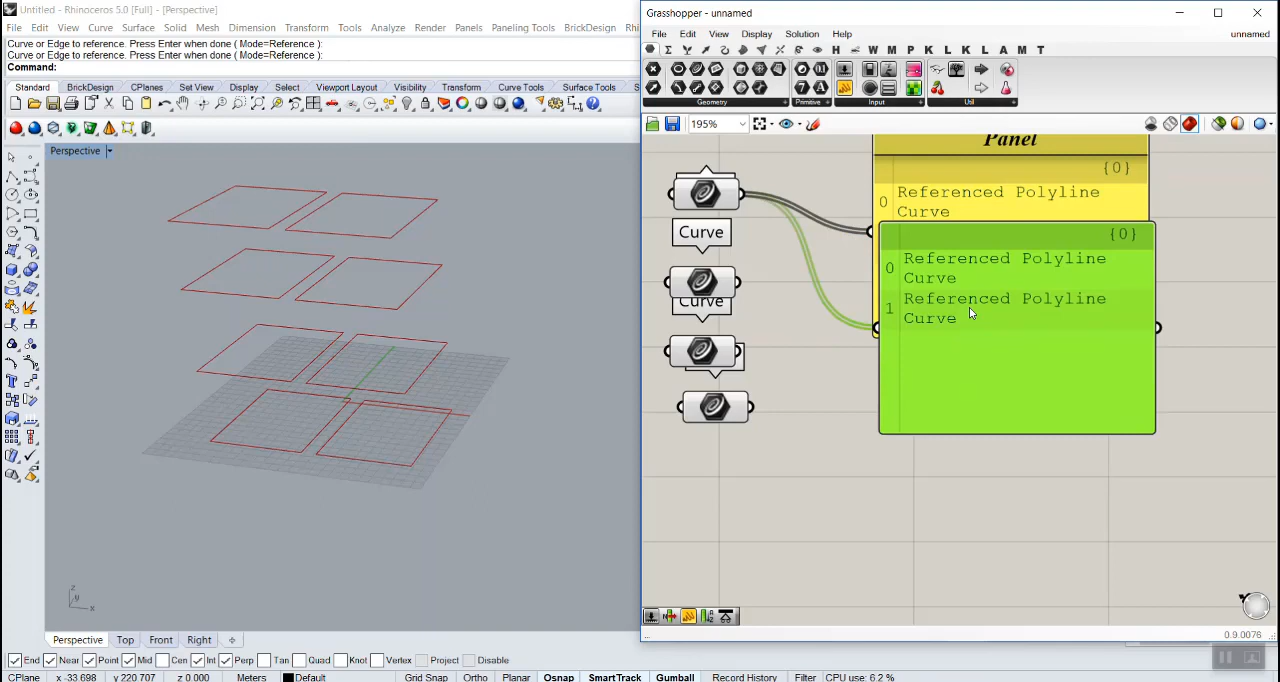 Untitled - Rhinoceros 5.0 [Full] - [Perspective]
File Edit View Curve Surface Solid Mesh Dimension Transform Tools Analyze Render Panels Paneling Tools BrickDesign
Curve or Edge to reference. Press Enter when done ( Mode=Reference ):
Curve or Edge to reference. Press Enter when done ( Mode=Reference ):
Command:
Standard BrickDesign CPlanes Set View Display Select Viewport Layout Visibility Transform Curve Tools Surface Tools
Perspective
z
y
x
Perspective Top Front Right
End Near Point Mid Cen Int Perp Tan Quad Knot Vertex Project Disable
CPlane x -33.698 y 220.707 z 0.000 Meters Default Grid Snap Ortho Planar Osnap SmartTrack Gumball Record History Filter CPU use: 6.2 %
Grasshopper - unnamed
File Edit View Display Solution Help unnamed
H W M P K L K L A M T
Geometry Primitive Input Util
195%
Panel
{0}
0 Referenced Polyline
Curve
{0}
0 Referenced Polyline
Curve
1 Referenced Polyline
Curve
Curve
Curve
0.9.0076